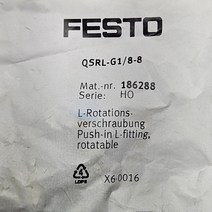 FESTO
QSRL-G1/8-8
Mat.-nr. 186288
Serie: HO
L-Rotations-
verschraubung
Push-in L-fitting,
rotatable
4
LDPE
X6-0016